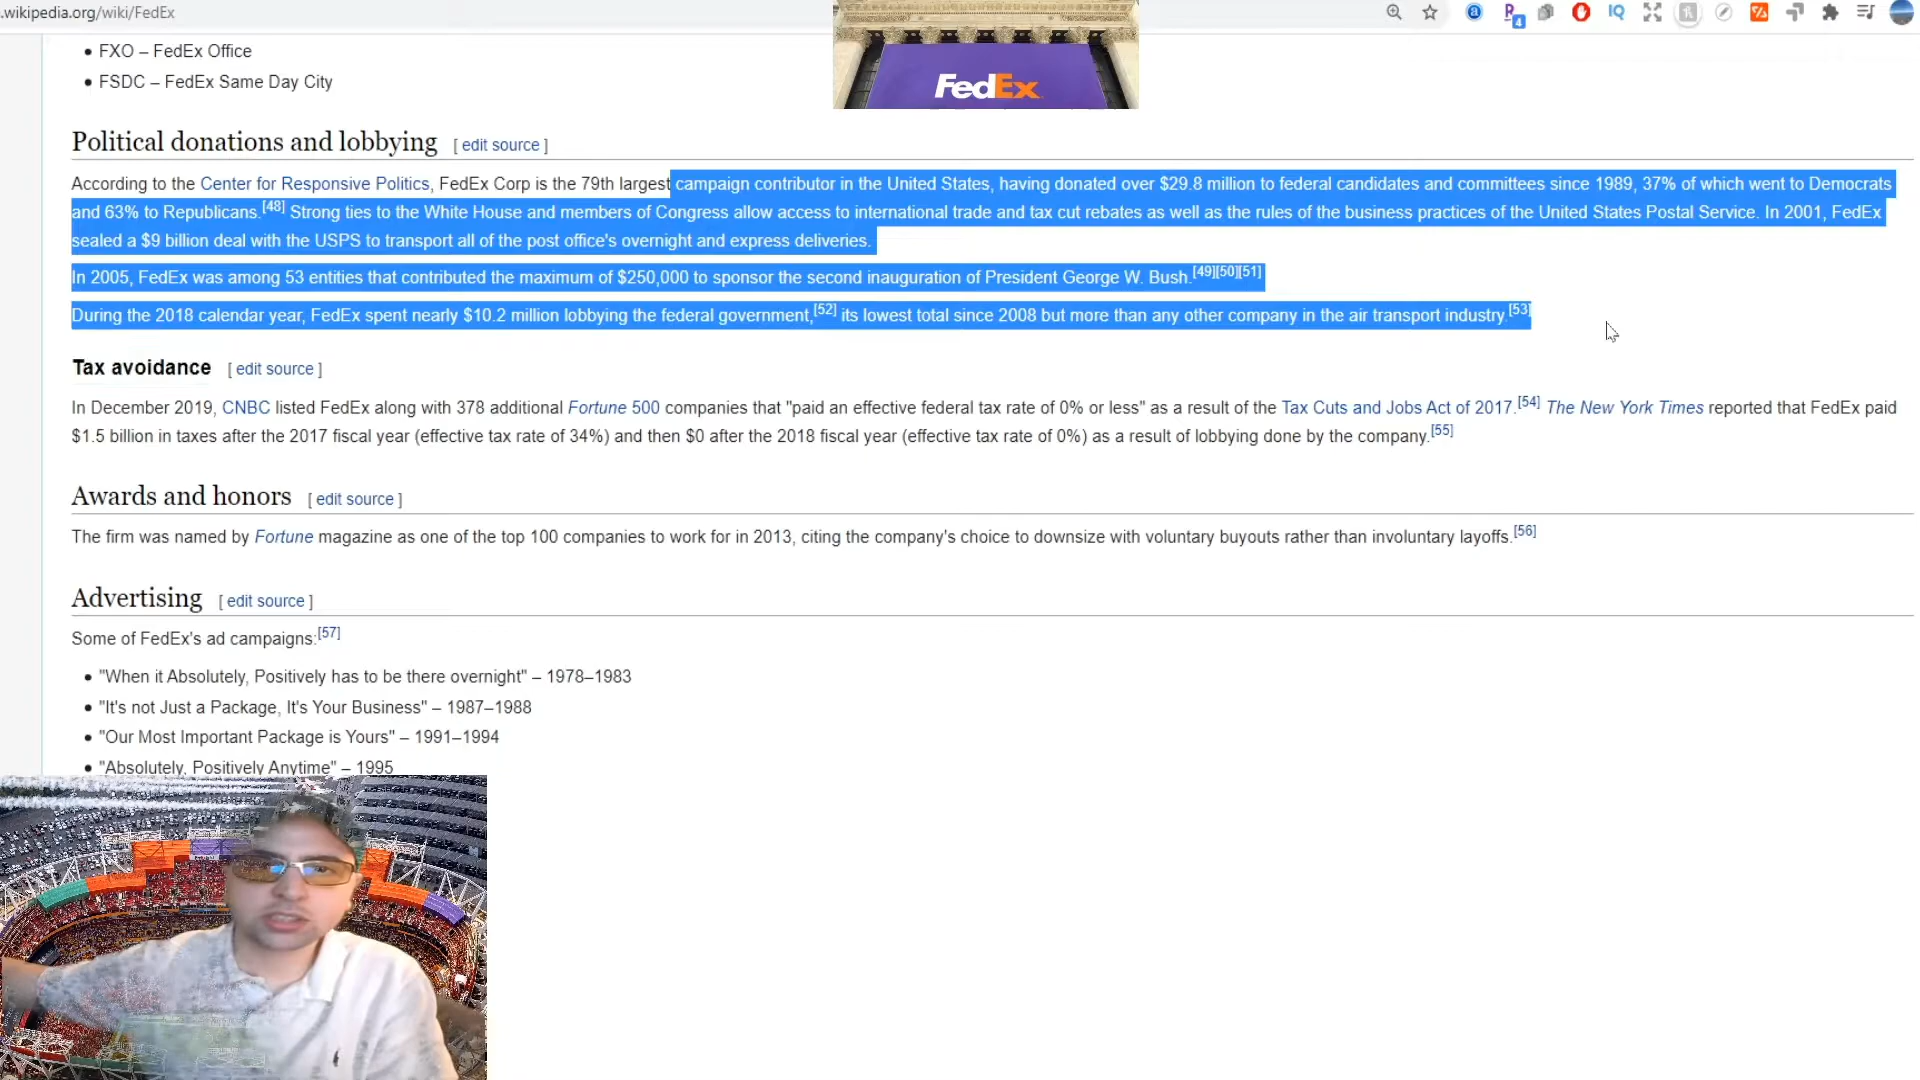 .wikipedia.org/wiki/FedEx
4
IQ
FedEx
• FXO – FedEx Office
• FSDC – FedEx Same Day City
Political donations and lobbying [ edit source ]
According to the Center for Responsive Politics, FedEx Corp is the 79th largest campaign contributor in the United States, having donated over $29.8 million to federal candidates and committees since 1989, 37% of which went to Democrats
and 63% to Republicans.[48] Strong ties to the White House and members of Congress allow access to international trade and tax cut rebates as well as the rules of the business practices of the United States Postal Service. In 2001, FedEx
sealed a $9 billion deal with the USPS to transport all of the post office's overnight and express deliveries.
In 2005, FedEx was among 53 entities that contributed the maximum of $250,000 to sponsor the second inauguration of President George W. Bush.[49][50][51]
During the 2018 calendar year, FedEx spent nearly $10.2 million lobbying the federal government,[52] its lowest total since 2008 but more than any other company in the air transport industry.[53]
Tax avoidance [ edit source ]
In December 2019, CNBC listed FedEx along with 378 additional Fortune 500 companies that "paid an effective federal tax rate of 0% or less" as a result of the Tax Cuts and Jobs Act of 2017.[54] The New York Times reported that FedEx paid
$1.5 billion in taxes after the 2017 fiscal year (effective tax rate of 34%) and then $0 after the 2018 fiscal year (effective tax rate of 0%) as a result of lobbying done by the company.[55]
Awards and honors [ edit source ]
The firm was named by Fortune magazine as one of the top 100 companies to work for in 2013, citing the company's choice to downsize with voluntary buyouts rather than involuntary layoffs.[56]
Advertising [ edit source ]
Some of FedEx's ad campaigns:[57]
• "When it Absolutely, Positively has to be there overnight" – 1978–1983
• "It's not Just a Package, It's Your Business" – 1987–1988
• "Our Most Important Package is Yours" – 1991–1994
• "Absolutely, Positively Anytime" – 1995